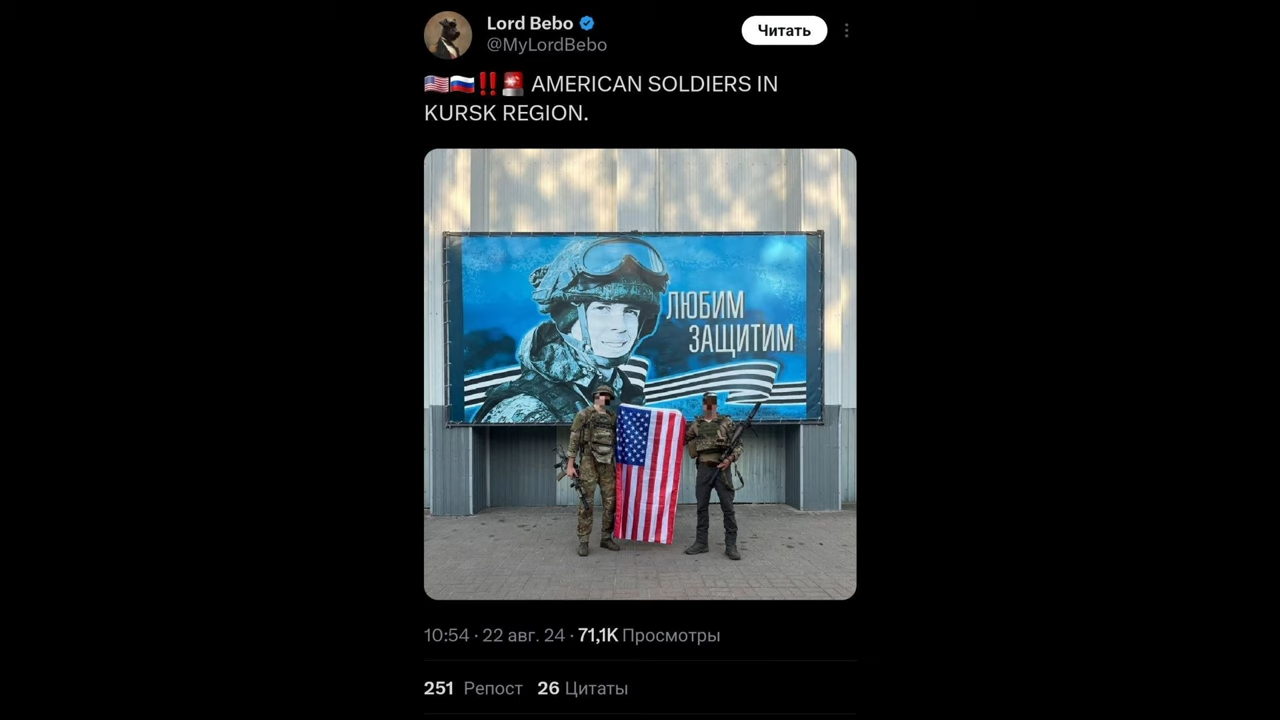 Lord Bebo
@MyLordBebo
Читать
🇺🇸🇷🇺‼️🚨 AMERICAN SOLDIERS IN
KURSK REGION.
ЛЮБИМ
ЗАЩИТИМ
10:54 · 22 авг. 24 · 71,1K Просмотры
251 Репост 26 Цитаты